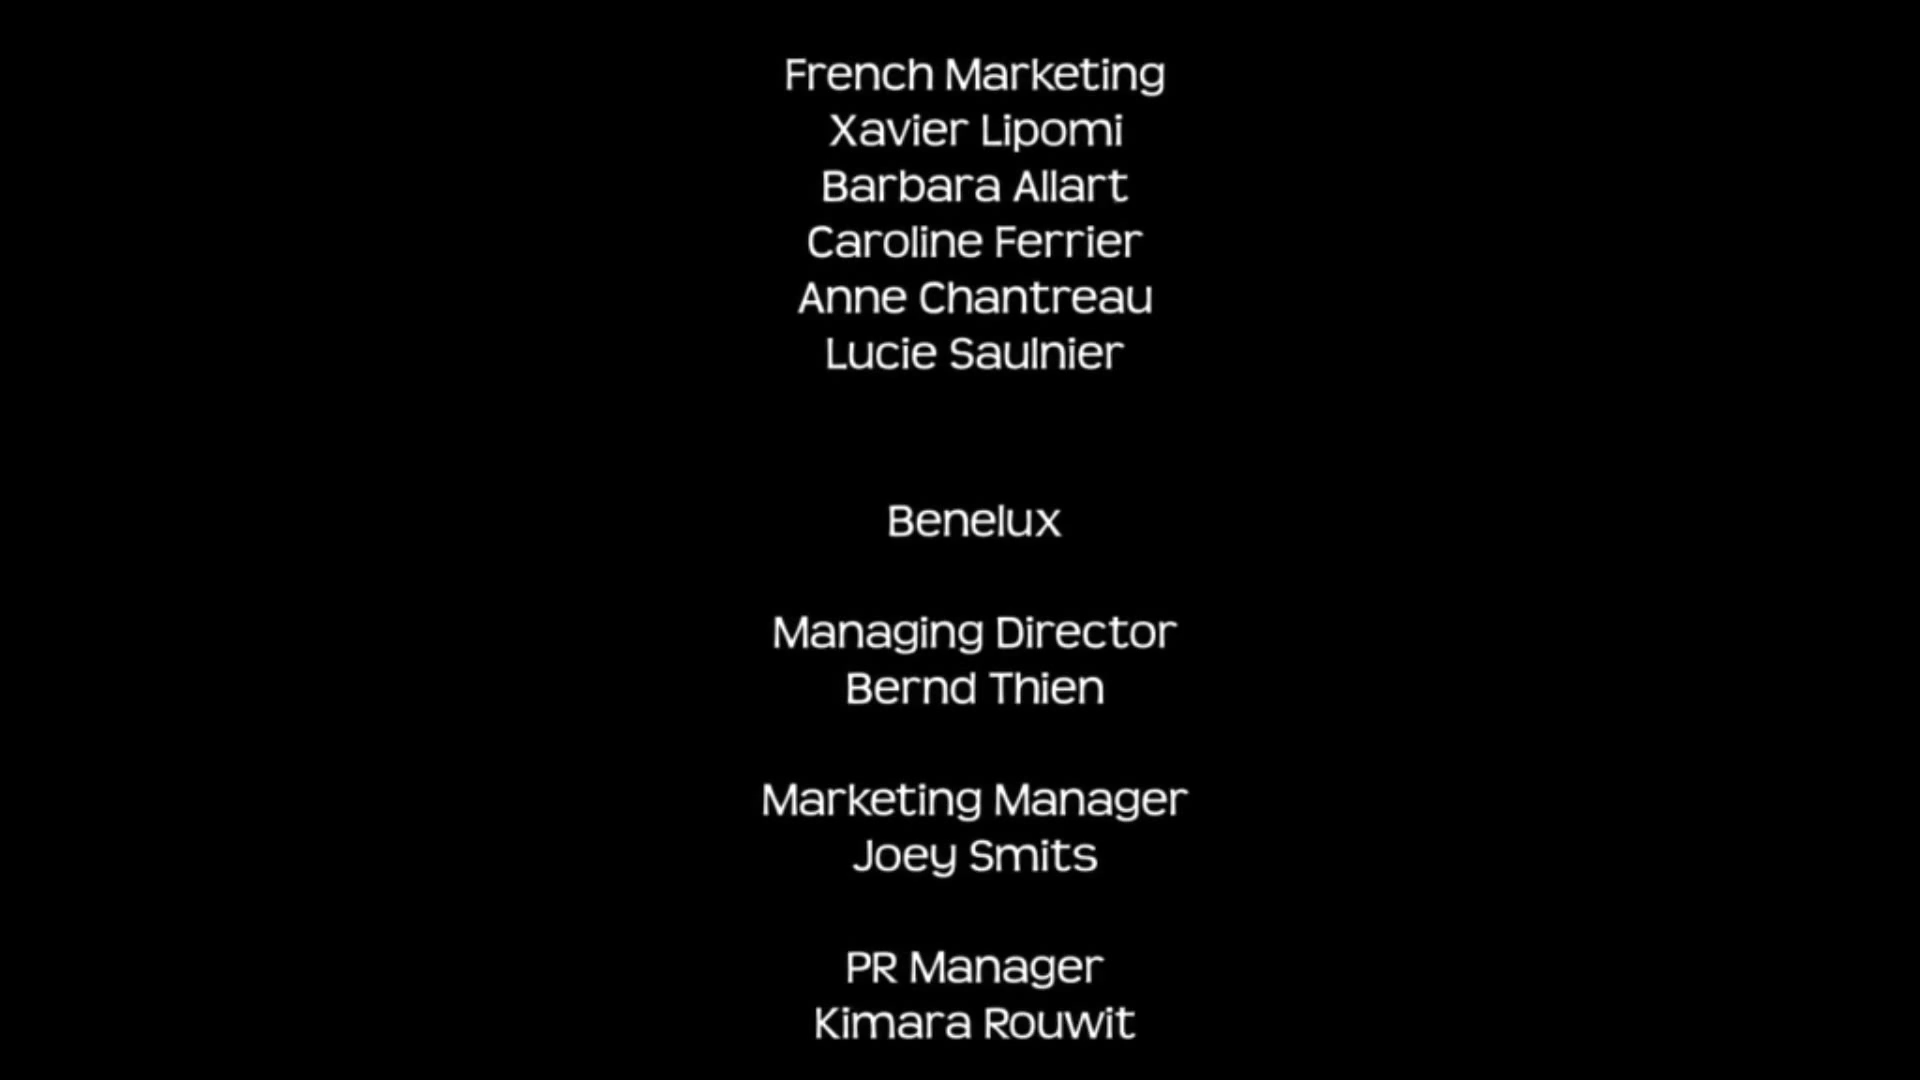 French Marketing
Xavier Lipomi
Barbara Allart
Caroline Ferrier
Anne Chantreau
Lucie Saulnier
Benelux
Managing Director
Bernd Thien
Marketing Manager
Joey Smits
PR Manager
Kimara Rouwit